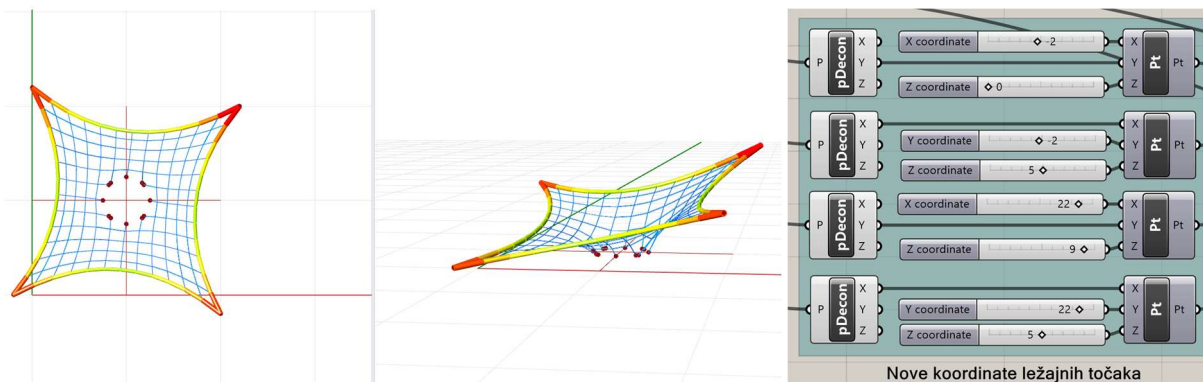 P
pDecon
X
Y
Z
X coordinate
-2
Z coordinate
0
X
Y
Z
Pt
Pt
P
pDecon
X
Y
Z
Y coordinate
-2
Z coordinate
5
X
Y
Z
Pt
Pt
P
pDecon
X
Y
Z
X coordinate
22
Z coordinate
9
X
Y
Z
Pt
Pt
P
pDecon
X
Y
Z
Y coordinate
22
Z coordinate
5
X
Y
Z
Pt
Pt
Nove koordinate ležajnih točaka